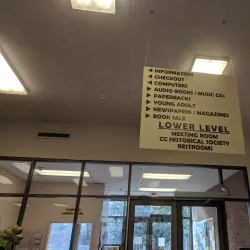 INFORMATION
CHECKOUT
COMPUTERS
AUDIO BOOKS / MUSIC CDs
PAPERBACKS
YOUNG ADULT
NEWSPAPERS / MAGAZINES
BOOK SALE
LOWER LEVEL
MEETING ROOM
CC HISTORICAL SOCIETY
RESTROOMS